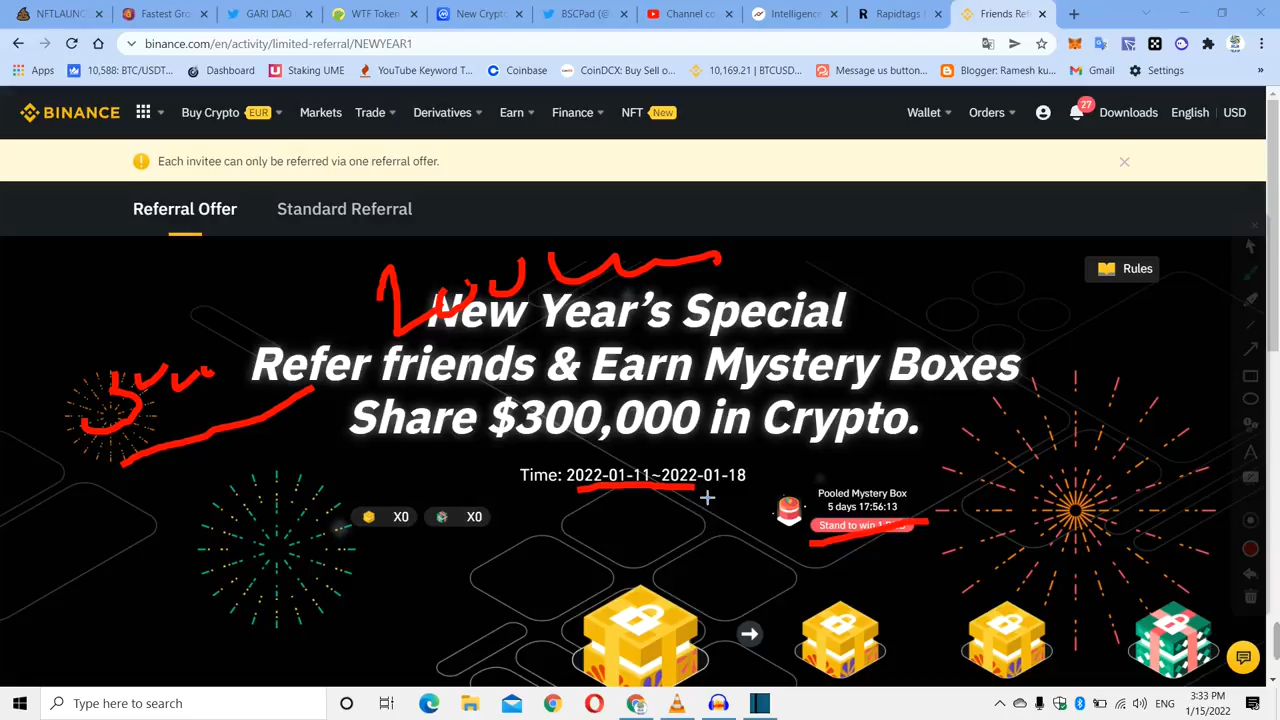 NFTLAUNC
Fastest Gro
GARI DAO
WTF Token
New Crypto
BSCPad (@
Channel co
Intelligence
Rapidtags
Friends Ref
binance.com/en/activity/limited-referral/NEWYEAR1
Apps
10,588: BTC/USDT...
Dashboard
Staking UME
YouTube Keyword T...
Coinbase
CoinDCX: Buy Sell o...
10,169.21 | BTCUSD...
Message us button...
Blogger: Ramesh ku...
Gmail
Settings
BINANCE
Buy Crypto EUR
Markets
Trade
Derivatives
Earn
Finance
NFT New
Wallet
Orders
27
Downloads
English
USD
Each invitee can only be referred via one referral offer.
Referral Offer
Standard Referral
Rules
New Year's Special
Refer friends & Earn Mystery Boxes
Share $300,000 in Crypto.
Time: 2022-01-11~2022-01-18
X0
X0
Pooled Mystery Box
5 days 17:56:13
Stand to win 1
Type here to search
ENG
3:33 PM
1/15/2022